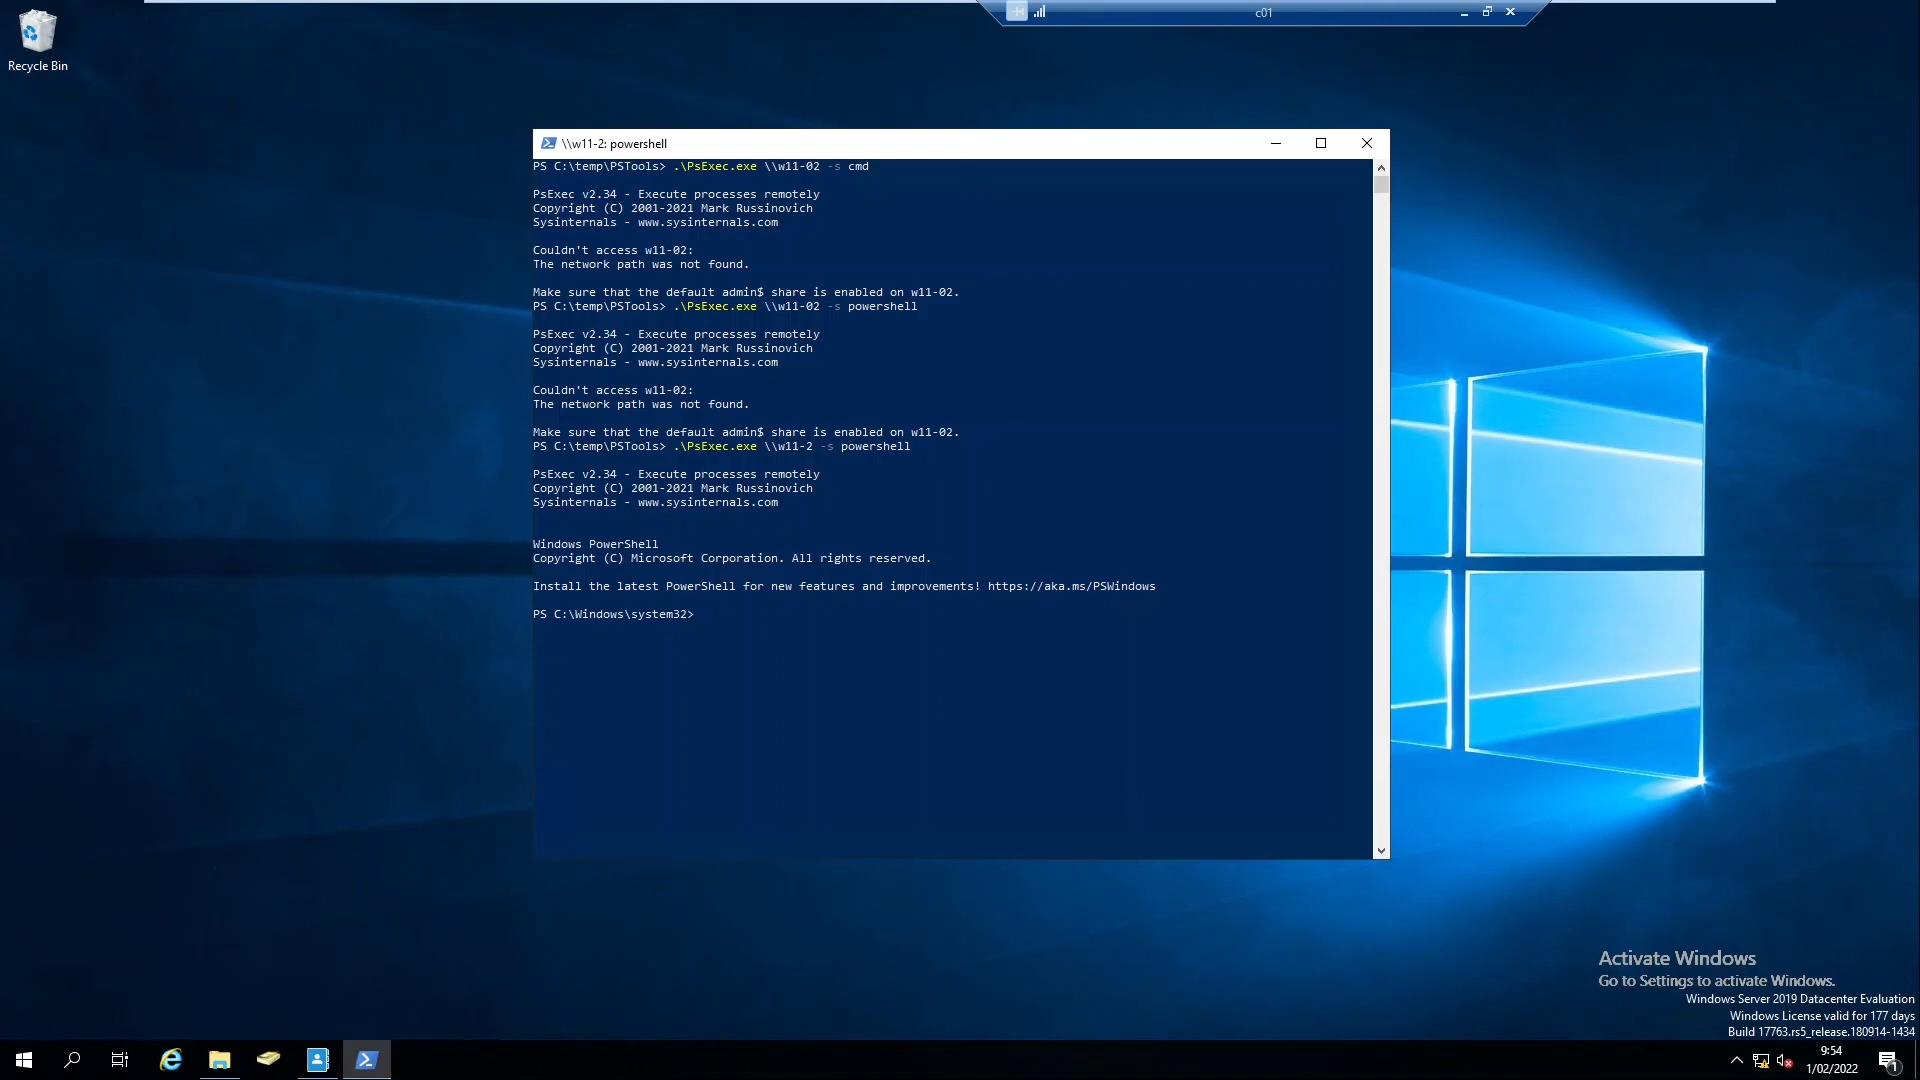 c01
Recycle Bin
\\w11-2: powershell
PS C:\temp\PSTools> .\PsExec.exe \\w11-02 -s cmd
PsExec v2.34 - Execute processes remotely
Copyright (C) 2001-2021 Mark Russinovich
Sysinternals - www.sysinternals.com
Couldn't access w11-02:
The network path was not found.
Make sure that the default admin$ share is enabled on w11-02.
PS C:\temp\PSTools> .\PsExec.exe \\w11-02 -s powershell
PsExec v2.34 - Execute processes remotely
Copyright (C) 2001-2021 Mark Russinovich
Sysinternals - www.sysinternals.com
Couldn't access w11-02:
The network path was not found.
Make sure that the default admin$ share is enabled on w11-02.
PS C:\temp\PSTools> .\PsExec.exe \\w11-2 -s powershell
PsExec v2.34 - Execute processes remotely
Copyright (C) 2001-2021 Mark Russinovich
Sysinternals - www.sysinternals.com
Windows PowerShell
Copyright (C) Microsoft Corporation. All rights reserved.
Install the latest PowerShell for new features and improvements! https://aka.ms/PSWindows
PS C:\Windows\system32>
Activate Windows
Go to Settings to activate Windows.
Windows Server 2019 Datacenter Evaluation
Windows License valid for 177 days
Build 17763.rs5_release.180914-1434
9:54
1/02/2022
1